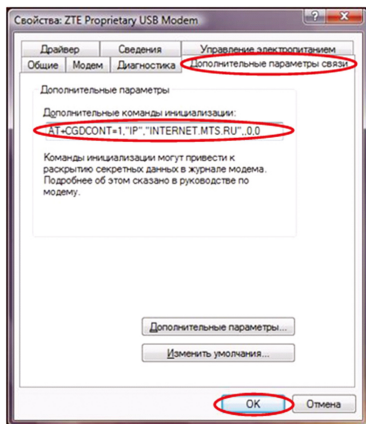 Свойства: ZTE Proprietary USB Modem
Драйвер Сведения Управление электропитанием
Общие Модем Диагностика Дополнительные параметры связи
Дополнительные параметры
Дополнительные команды инициализации:
AT+CGDCONT=1,"IP","INTERNET.MTS.RU",,0,0
Команды инициализации могут привести к
раскрытию секретных данных в журнале модема.
Подробнее об этом сказано в руководстве по
модему.
Дополнительные параметры...
Изменить умолчания...
OK Отмена